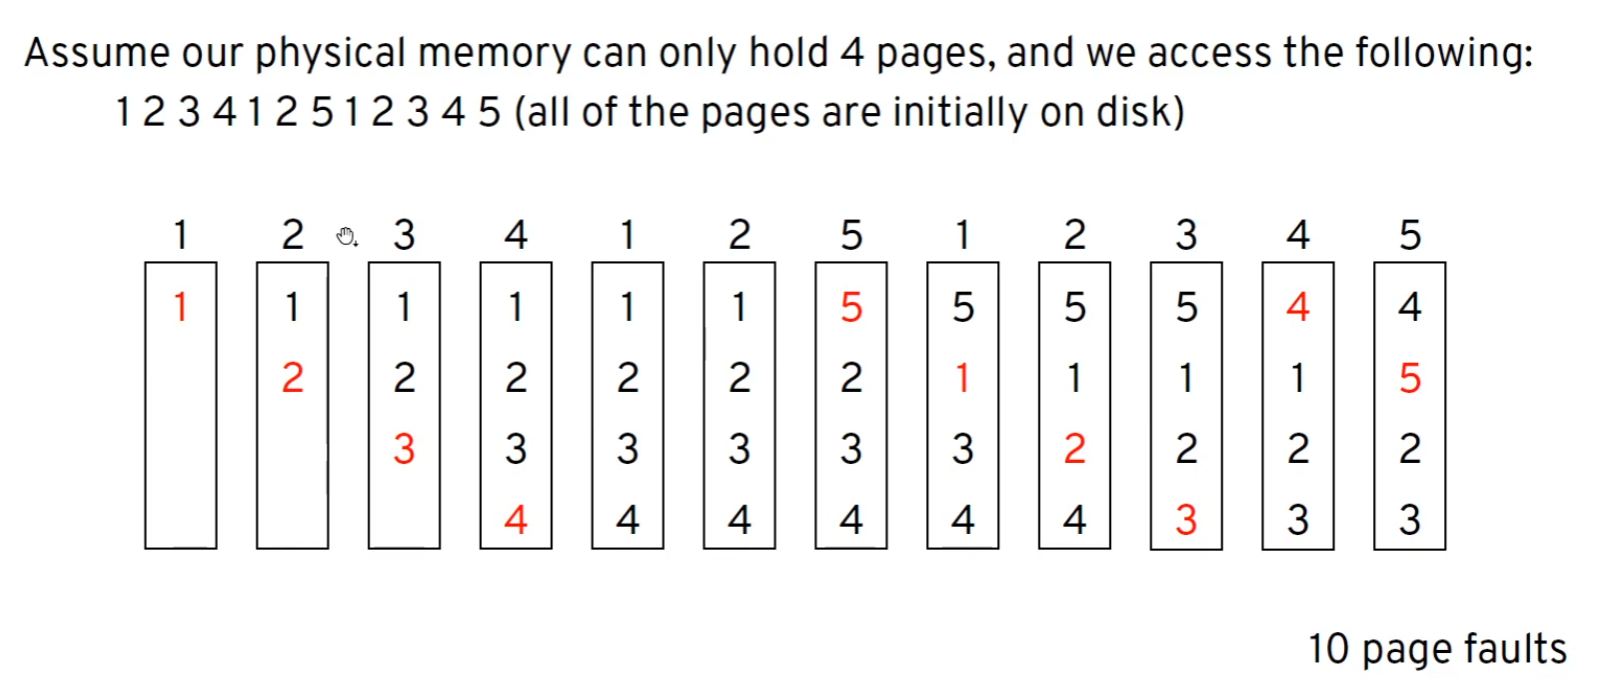 Assume our physical memory can only hold 4 pages, and we access the following:
1 2 3 4 1 2 5 1 2 3 4 5 (all of the pages are initially on disk)
1 2 3 4 1 2 5 1 2 3 4 5
1 1 1 1 1 1 5 5 5 5 4 4
2 2 2 2 2 2 1 1 1 1 5
3 3 3 3 3 3 2 2 2 2
4 4 4 4 4 4 3 3 3
10 page faults